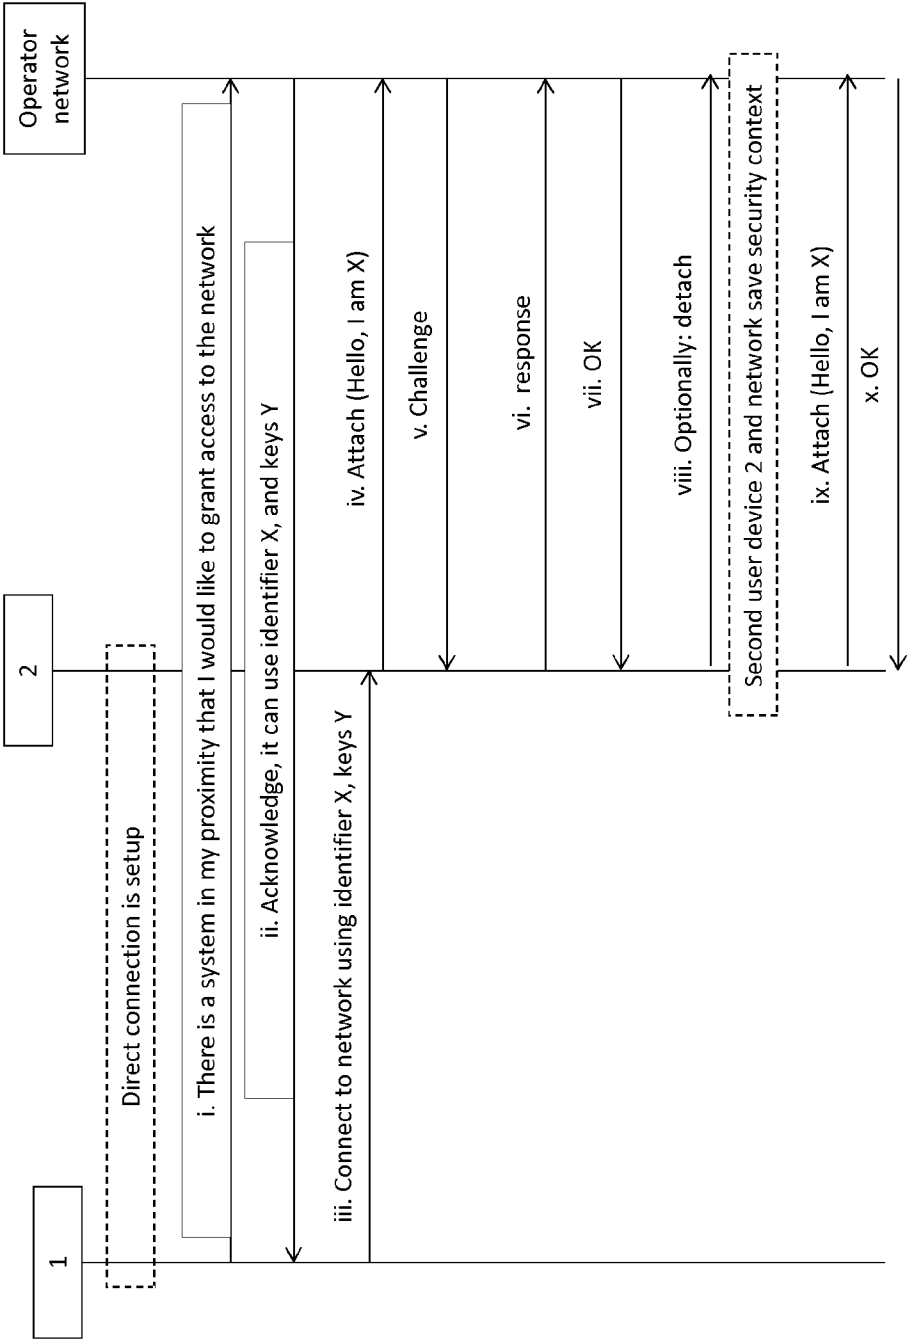 1
2
Operator
network
Direct connection is setup
i. There is a system in my proximity that I would like to grant access to the network
ii. Acknowledge, it can use identifier X, and keys Y
iii. Connect to network using identifier X, keys Y
iv. Attach (Hello, I am X)
v. Challenge
vi. response
vii. OK
viii. Optionally: detach
Second user device 2 and network save security context
ix. Attach (Hello, I am X)
x. OK